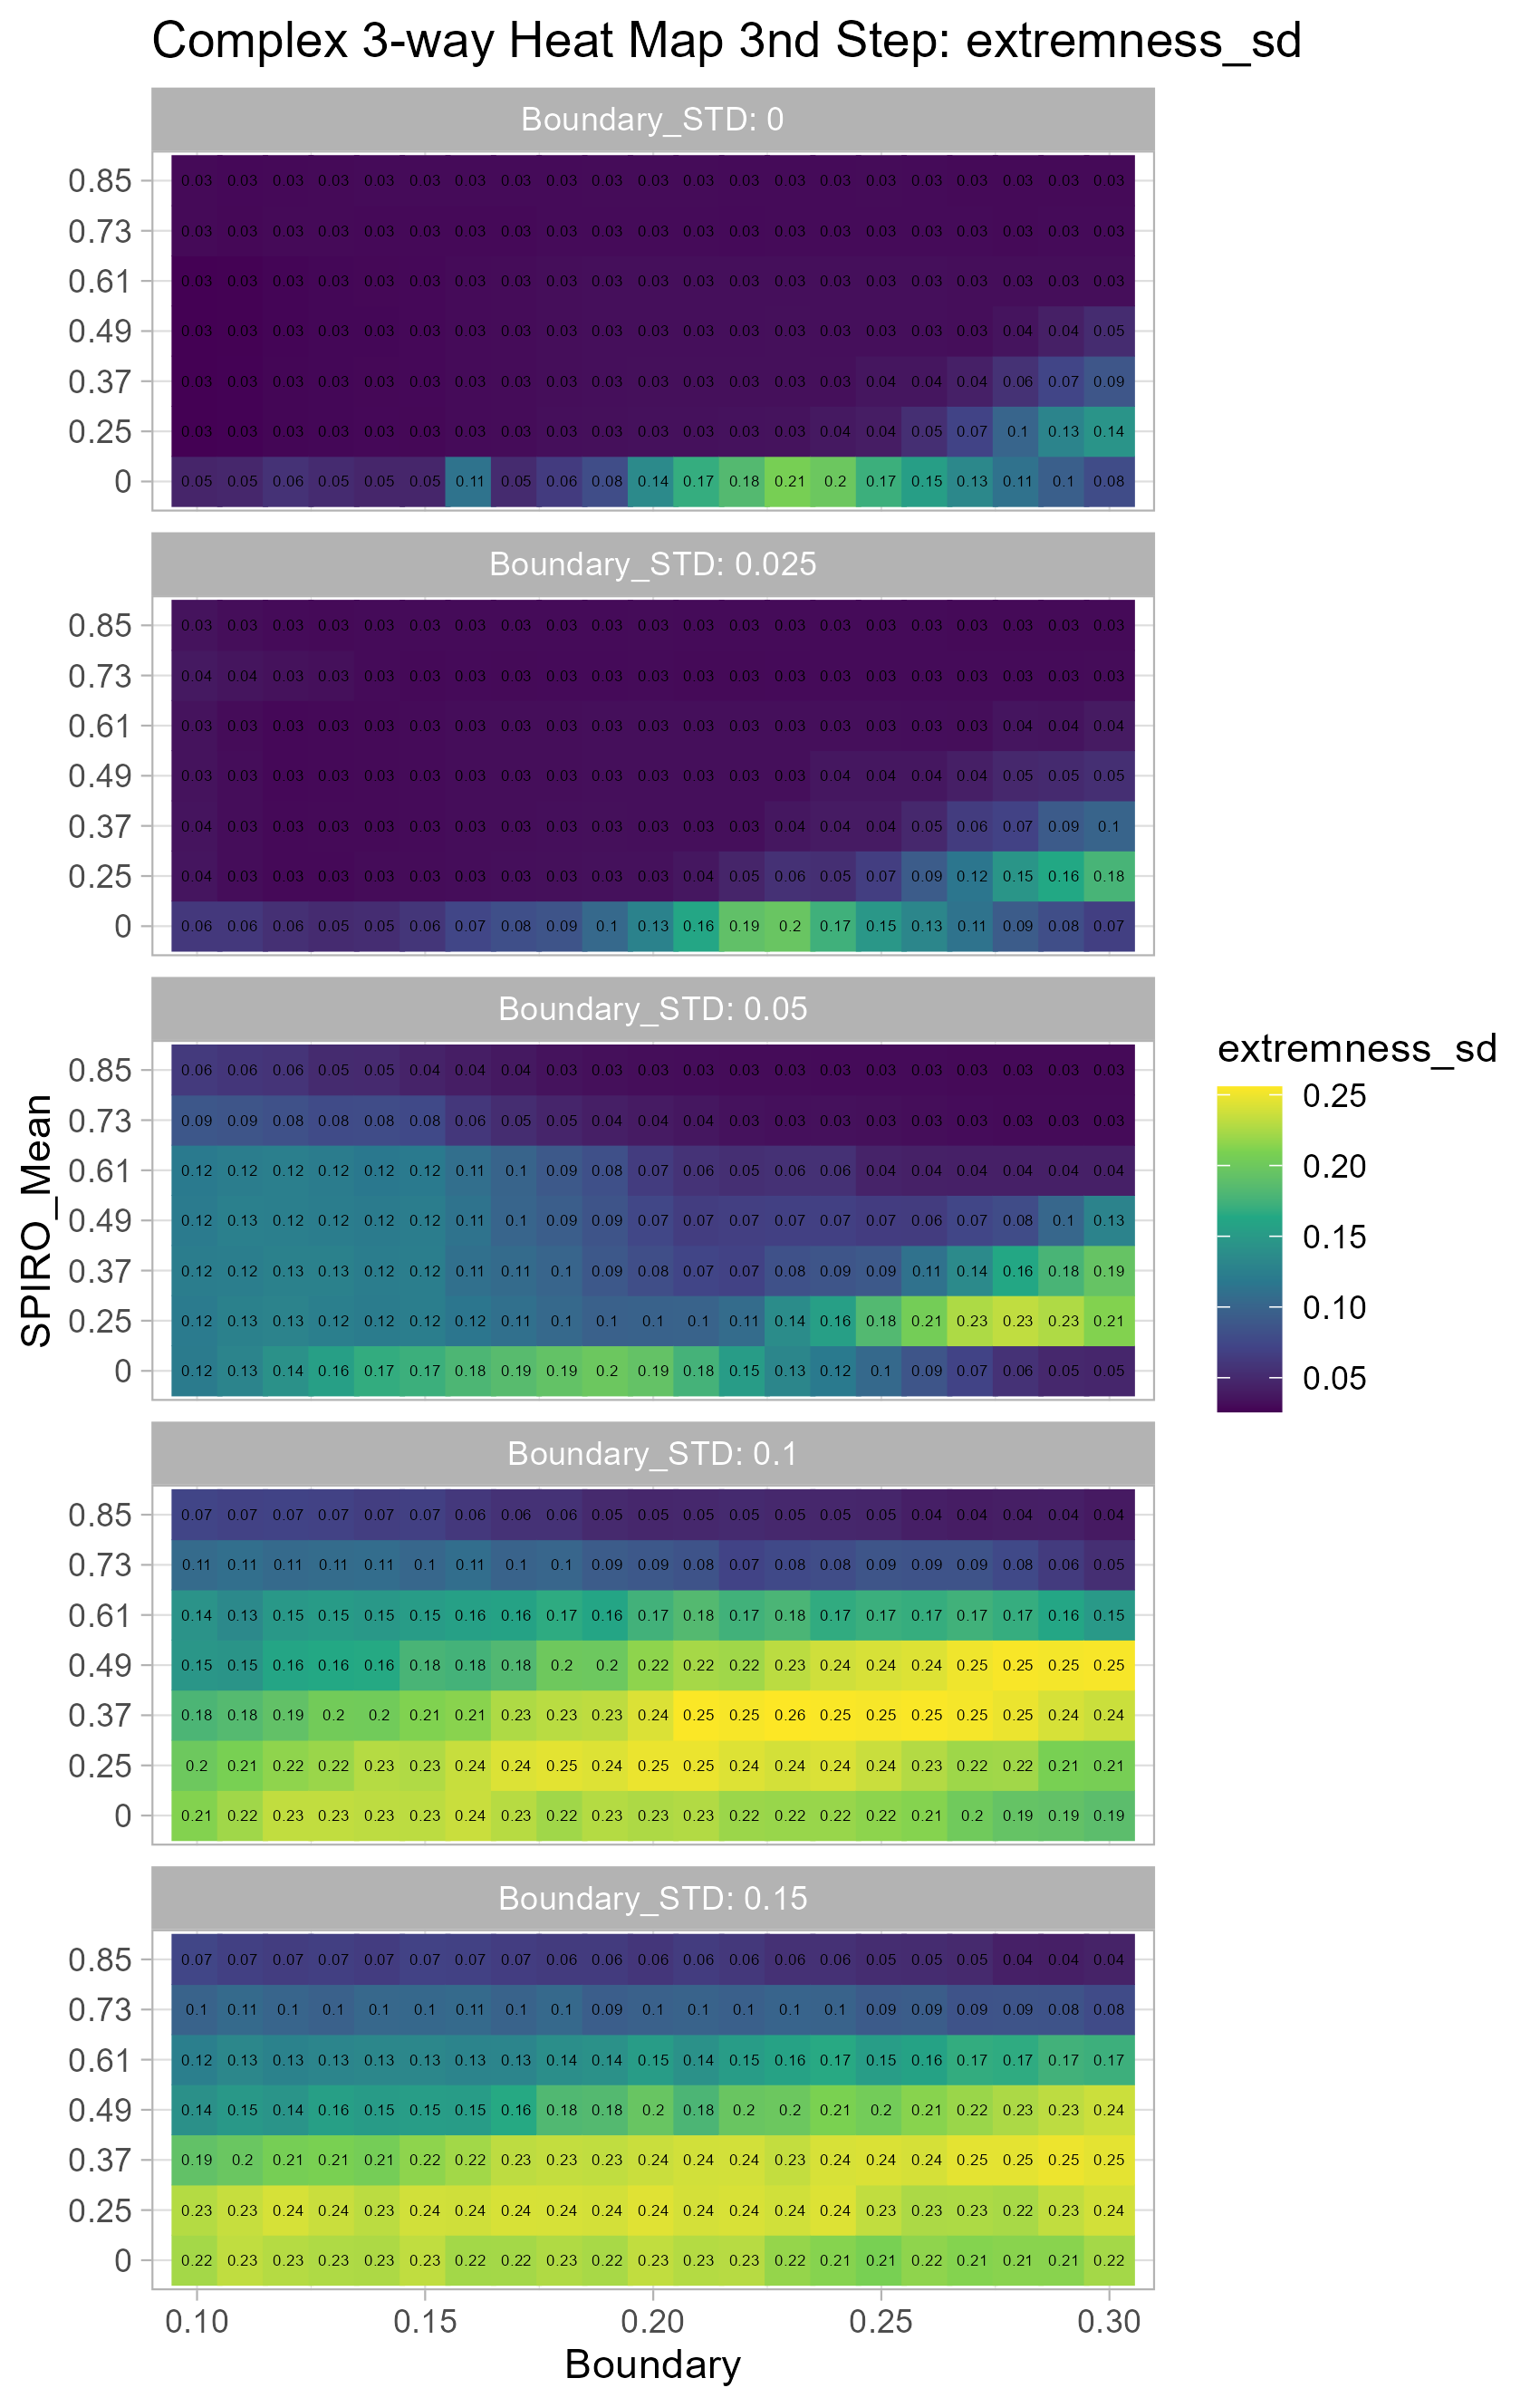 Complex 3-way Heat Map 3nd Step: extremness_sd
Boundary_STD: 0
0.85 0.03 0.03 0.03 0.03 0.03 0.03 0.03 0.03 0.03 0.03 0.03 0.03 0.03 0.03 0.03 0.03 0.03 0.03 0.03 0.03 0.03
0.73 0.03 0.03 0.03 0.03 0.03 0.03 0.03 0.03 0.03 0.03 0.03 0.03 0.03 0.03 0.03 0.03 0.03 0.03 0.03 0.03 0.03
0.61 0.03 0.03 0.03 0.03 0.03 0.03 0.03 0.03 0.03 0.03 0.03 0.03 0.03 0.03 0.03 0.03 0.03 0.03 0.03 0.03 0.03
0.49 0.03 0.03 0.03 0.03 0.03 0.03 0.03 0.03 0.03 0.03 0.03 0.03 0.03 0.03 0.03 0.03 0.03 0.03 0.04 0.04 0.05
0.37 0.03 0.03 0.03 0.03 0.03 0.03 0.03 0.03 0.03 0.03 0.03 0.03 0.03 0.03 0.03 0.04 0.04 0.04 0.06 0.07 0.09
0.25 0.03 0.03 0.03 0.03 0.03 0.03 0.03 0.03 0.03 0.03 0.03 0.03 0.03 0.03 0.04 0.04 0.05 0.07 0.1 0.13 0.14
0 0.05 0.05 0.06 0.05 0.05 0.05 0.11 0.05 0.06 0.08 0.14 0.17 0.18 0.21 0.2 0.17 0.15 0.13 0.11 0.1 0.08
Boundary_STD: 0.025
0.85 0.03 0.03 0.03 0.03 0.03 0.03 0.03 0.03 0.03 0.03 0.03 0.03 0.03 0.03 0.03 0.03 0.03 0.03 0.03 0.03 0.03
0.73 0.04 0.04 0.03 0.03 0.03 0.03 0.03 0.03 0.03 0.03 0.03 0.03 0.03 0.03 0.03 0.03 0.03 0.03 0.03 0.03 0.03
0.61 0.03 0.03 0.03 0.03 0.03 0.03 0.03 0.03 0.03 0.03 0.03 0.03 0.03 0.03 0.03 0.03 0.03 0.03 0.04 0.04 0.04
0.49 0.03 0.03 0.03 0.03 0.03 0.03 0.03 0.03 0.03 0.03 0.03 0.03 0.03 0.03 0.04 0.04 0.04 0.04 0.05 0.05 0.05
0.37 0.04 0.03 0.03 0.03 0.03 0.03 0.03 0.03 0.03 0.03 0.03 0.03 0.03 0.04 0.04 0.04 0.05 0.06 0.07 0.09 0.1
0.25 0.04 0.03 0.03 0.03 0.03 0.03 0.03 0.03 0.03 0.03 0.03 0.04 0.05 0.06 0.05 0.07 0.09 0.12 0.15 0.16 0.18
0 0.06 0.06 0.06 0.05 0.05 0.06 0.07 0.08 0.09 0.1 0.13 0.16 0.19 0.2 0.17 0.15 0.13 0.11 0.09 0.08 0.07
Boundary_STD: 0.05
0.85 0.06 0.06 0.06 0.05 0.05 0.04 0.04 0.04 0.03 0.03 0.03 0.03 0.03 0.03 0.03 0.03 0.03 0.03 0.03 0.03 0.03
0.73 0.09 0.09 0.08 0.08 0.08 0.08 0.06 0.05 0.05 0.04 0.04 0.04 0.03 0.03 0.03 0.03 0.03 0.03 0.03 0.03 0.03
0.61 0.12 0.12 0.12 0.12 0.12 0.12 0.11 0.1 0.09 0.08 0.07 0.06 0.05 0.06 0.06 0.04 0.04 0.04 0.04 0.04 0.04
0.49 0.12 0.13 0.12 0.12 0.12 0.12 0.11 0.1 0.09 0.09 0.07 0.07 0.07 0.07 0.07 0.07 0.06 0.07 0.08 0.1 0.13
0.37 0.12 0.12 0.13 0.13 0.12 0.12 0.11 0.11 0.1 0.09 0.08 0.07 0.07 0.08 0.09 0.09 0.11 0.14 0.16 0.18 0.19
0.25 0.12 0.13 0.13 0.12 0.12 0.12 0.12 0.11 0.1 0.1 0.1 0.1 0.11 0.14 0.16 0.18 0.21 0.23 0.23 0.23 0.21
0 0.12 0.13 0.14 0.16 0.17 0.17 0.18 0.19 0.19 0.2 0.19 0.18 0.15 0.13 0.12 0.1 0.09 0.07 0.06 0.05 0.05
Boundary_STD: 0.1
0.85 0.07 0.07 0.07 0.07 0.07 0.07 0.06 0.06 0.06 0.05 0.05 0.05 0.05 0.05 0.05 0.05 0.04 0.04 0.04 0.04 0.04
0.73 0.11 0.11 0.11 0.11 0.11 0.1 0.11 0.1 0.1 0.09 0.09 0.08 0.07 0.08 0.08 0.09 0.09 0.09 0.08 0.06 0.05
0.61 0.14 0.13 0.15 0.15 0.15 0.15 0.16 0.16 0.17 0.16 0.17 0.18 0.17 0.18 0.17 0.17 0.17 0.17 0.17 0.16 0.15
0.49 0.15 0.15 0.16 0.16 0.16 0.18 0.18 0.18 0.2 0.2 0.22 0.22 0.22 0.23 0.24 0.24 0.24 0.25 0.25 0.25 0.25
0.37 0.18 0.18 0.19 0.2 0.2 0.21 0.21 0.23 0.23 0.23 0.24 0.25 0.25 0.26 0.25 0.25 0.25 0.25 0.25 0.24 0.24
0.25 0.2 0.21 0.22 0.22 0.23 0.23 0.24 0.24 0.25 0.24 0.25 0.25 0.24 0.24 0.24 0.24 0.23 0.22 0.22 0.21 0.21
0 0.21 0.22 0.23 0.23 0.23 0.23 0.24 0.23 0.22 0.23 0.23 0.23 0.22 0.22 0.22 0.22 0.21 0.2 0.19 0.19 0.19
Boundary_STD: 0.15
0.85 0.07 0.07 0.07 0.07 0.07 0.07 0.07 0.07 0.06 0.06 0.06 0.06 0.06 0.06 0.06 0.05 0.05 0.05 0.04 0.04 0.04
0.73 0.1 0.11 0.1 0.1 0.1 0.1 0.11 0.1 0.1 0.09 0.1 0.1 0.1 0.1 0.1 0.09 0.09 0.09 0.09 0.08 0.08
0.61 0.12 0.13 0.13 0.13 0.13 0.13 0.13 0.13 0.14 0.14 0.15 0.14 0.15 0.16 0.17 0.15 0.16 0.17 0.17 0.17 0.17
0.49 0.14 0.15 0.14 0.16 0.15 0.15 0.15 0.16 0.18 0.18 0.2 0.18 0.2 0.2 0.21 0.2 0.21 0.22 0.23 0.23 0.24
0.37 0.19 0.2 0.21 0.21 0.21 0.22 0.22 0.23 0.23 0.23 0.24 0.24 0.24 0.23 0.24 0.24 0.24 0.25 0.25 0.25 0.25
0.25 0.23 0.23 0.24 0.24 0.23 0.24 0.24 0.24 0.24 0.24 0.24 0.24 0.24 0.24 0.24 0.23 0.23 0.23 0.22 0.23 0.24
0 0.22 0.23 0.23 0.23 0.23 0.23 0.22 0.22 0.23 0.22 0.23 0.23 0.23 0.22 0.21 0.21 0.22 0.21 0.21 0.21 0.22
0.10 0.15 0.20 0.25 0.30
Boundary
SPIRO_Mean
extremness_sd
0.25
0.20
0.15
0.10
0.05